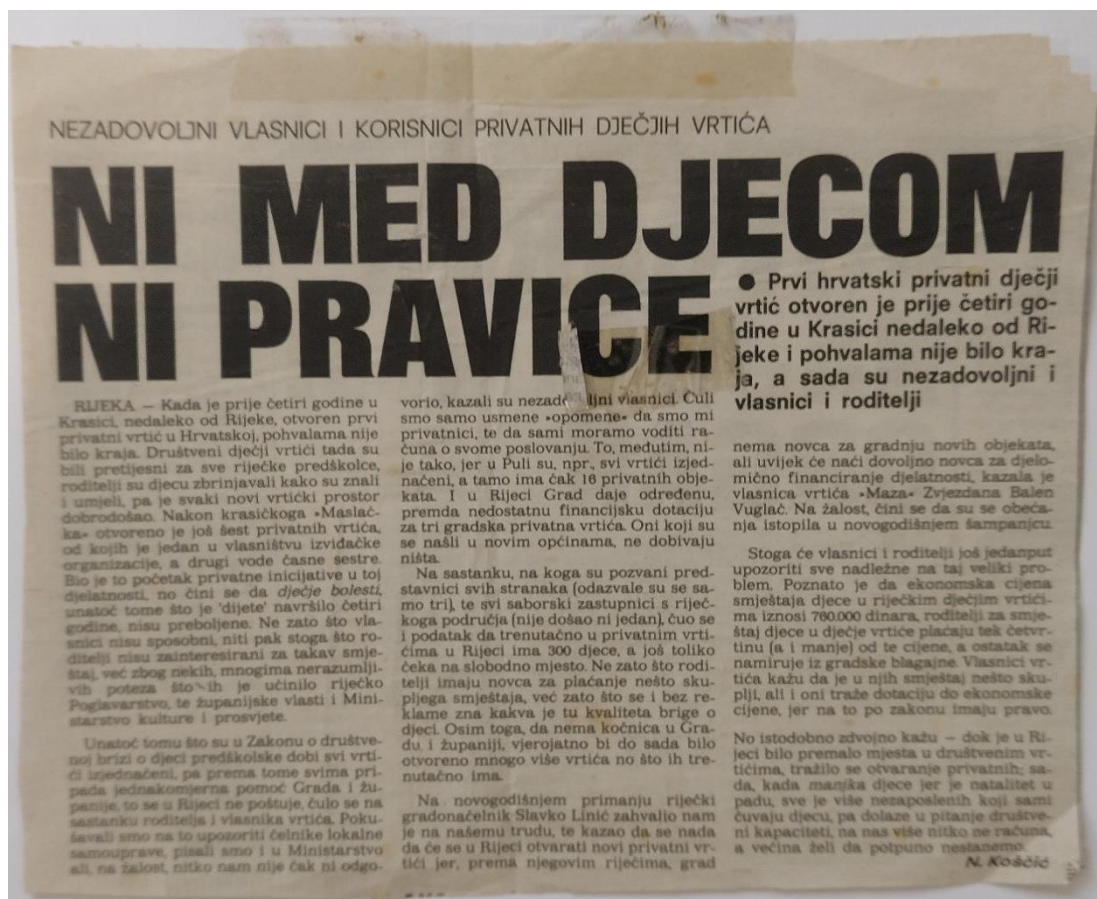 NEZADOVOLJNI VLASNICI I KORISNICI PRIVATNIH DJEČJIH VRTIĆA
NI MED DJECOM
NI PRAVICE
● Prvi hrvatski privatni dječji
vrtić otvoren je prije četiri go-
dine u Krasici nedaleko od Ri-
jeke i pohvalama nije bilo kra-
ja, a sada su nezadovoljni i
vlasnici i roditelji
RIJEKA — Kada je prije četiri godine u
Krasici, nedaleko od Rijeke, otvoren prvi
privatni vrtić u Hrvatskoj, pohvalama nije
bilo kraja. Društveni dječji vrtići tada su
bili pretijesni za sve riječke predškolce,
roditelji su djecu zbrinjavali kako su znali
i umjeli, pa je svaki novi vrtićki prostor
dobrodošao. Nakon krasičkoga »Maslač-
ka« otvoreno je još šest privatnih vrtića,
od kojih je jedan u vlasništvu izviđačke
organizacije, a drugi vode časne sestre.
Bio je to početak privatne inicijative u toj
djelatnosti, no čini se da dječje bolesti,
unatoč tome što je 'dijete' navršilo četiri
godine, nisu preboljene. Ne zato što vla-
snici nisu sposobni, niti pak stoga što ro-
ditelji nisu zainteresirani za takav smje-
štaj, već zbog nekih, mnogima nerazumlji-
vih poteza što ih je učinilo riječko
Poglavarstvo, te županijske vlasti i Mini-
starstvo kulture i prosvjete.
Unatoč tomu što su u Zakonu o društve-
noj brizi o djeci predškolske dobi svi vrti-
ći izjednačeni, pa prema tome svima pri-
pada jednakomjerna pomoć Grada i žu-
panije, to se u Rijeci ne poštuje, čulo se na
sastanku roditelja i vlasnika vrtića. Poku-
šavali smo na to upozoriti čelnike lokalne
samouprave, pisali smo i u Ministarstvo
ali, na žalost, nitko nam nije čak ni odgo-
vorio, kazali su nezadovoljni vlasnici. Čuli
smo samo usmene »opomene« da smo mi
privatnici, te da sami moramo voditi ra-
čuna o svome poslovanju. To, međutim, ni-
je tako, jer u Puli su, npr., svi vrtići izjed-
načeni, a tamo ima čak 16 privatnih obje-
kata. I u Rijeci Grad daje određenu,
premda nedostatnu financijsku dotaciju
za tri gradska privatna vrtića. Oni koji su
se našli u novim općinama, ne dobivaju
ništa.
Na sastanku, na koga su pozvani pred-
stavnici svih stranaka (odazvale su se sa-
mo tri), te svi saborski zastupnici s riječ-
koga područja (nije došao ni jedan), čuo se
i podatak da trenutačno u privatnim vrti-
ćima u Rijeci ima 300 djece, a još toliko
čeka na slobodno mjesto. Ne zato što rodi-
telji imaju novca za plaćanje nešto sku-
pljega smještaja, već zato što se i bez re-
klame zna kakva je tu kvaliteta brige o
djeci. Osim toga, da nema kočnica u Gra-
du i županiji, vjerojatno bi do sada bilo
otvoreno mnogo više vrtića no što ih tre-
nutačno ima.
Na novogodišnjem primanju riječki
gradonačelnik Slavko Linić zahvalio nam
je na našemu trudu, te kazao da se nada
da će se u Rijeci otvarati novi privatni vr-
tići jer, prema njegovim riječima, grad
nema novca za gradnju novih objekata,
ali uvijek će naći dovoljno novca za djelo-
mično financiranje djelatnosti, kazala je
vlasnica vrtića »Maza« Zvjezdana Balen
Vuglač. Na žalost, čini se da su se obeća-
nja istopila u novogodišnjem šampanjcu.
Stoga će vlasnici i roditelji još jedanput
upozoriti sve nadležne na taj veliki pro-
blem. Poznato je da ekonomska cijena
smještaja djece u riječkim dječjim vrtići-
ma iznosi 760.000 dinara, roditelji za smje-
štaj djece u dječje vrtiće plaćaju tek četvr-
tinu (a i manje) od te cijene, a ostatak se
namiruje iz gradske blagajne. Vlasnici vr-
tića kažu da je u njih smještaj nešto sku-
plji, ali i oni traže dotaciju do ekonomske
cijene, jer na to po zakonu imaju pravo.
No istodobno zdvojno kažu – dok je u Ri-
jeci bilo premalo mjesta u društvenim vr-
tićima, tražilo se otvaranje privatnih; sa-
da, kada manjka djece jer je natalitet u
padu, sve je više nezaposlenih koji sami
čuvaju djecu, pa dolaze u pitanje društve-
ni kapaciteti, na nas više nitko ne računa,
a većina želi da potpuno nestanemo.
N. Koščić